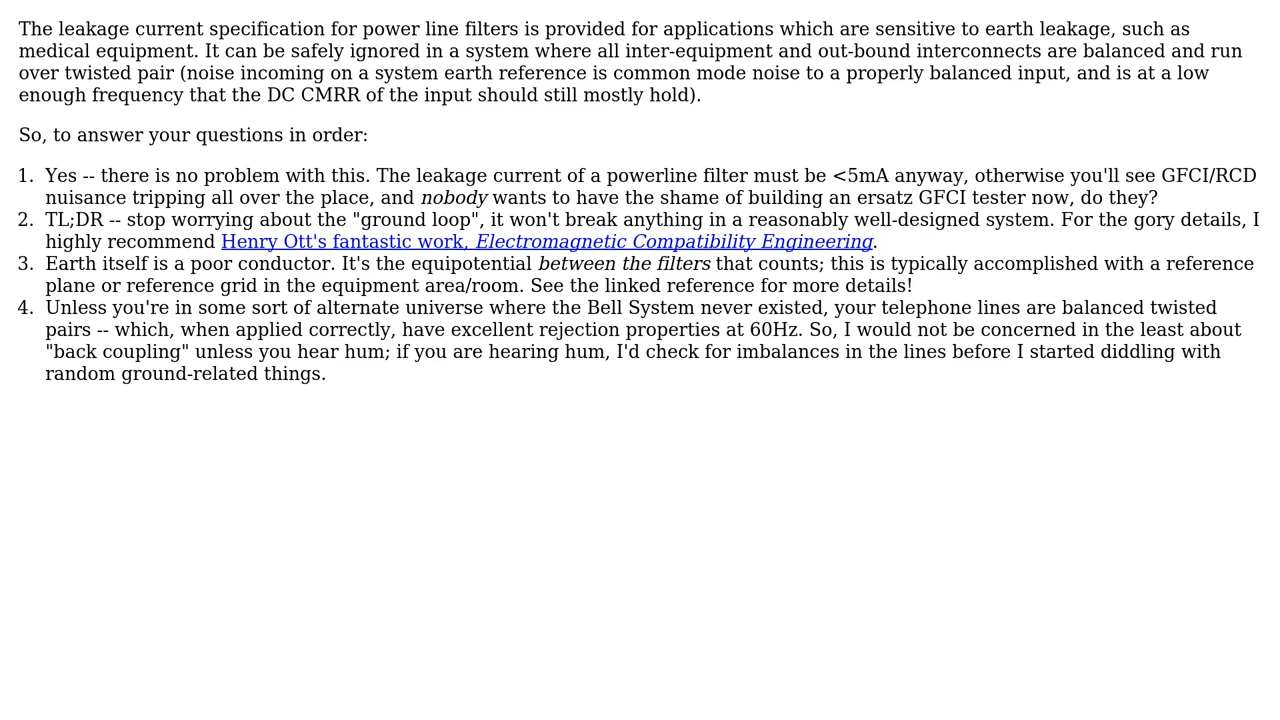 The leakage current specification for power line filters is provided for applications which are sensitive to earth leakage, such as
medical equipment. It can be safely ignored in a system where all inter-equipment and out-bound interconnects are balanced and run
over twisted pair (noise incoming on a system earth reference is common mode noise to a properly balanced input, and is at a low
enough frequency that the DC CMRR of the input should still mostly hold).
So, to answer your questions in order:
1. Yes -- there is no problem with this. The leakage current of a powerline filter must be <5mA anyway, otherwise you'll see GFCI/RCD
nuisance tripping all over the place, and nobody wants to have the shame of building an ersatz GFCI tester now, do they?
2. TL;DR -- stop worrying about the "ground loop", it won't break anything in a reasonably well-designed system. For the gory details, I
highly recommend Henry Ott's fantastic work, Electromagnetic Compatibility Engineering.
3. Earth itself is a poor conductor. It's the equipotential between the filters that counts; this is typically accomplished with a reference
plane or reference grid in the equipment area/room. See the linked reference for more details!
4. Unless you're in some sort of alternate universe where the Bell System never existed, your telephone lines are balanced twisted
pairs -- which, when applied correctly, have excellent rejection properties at 60Hz. So, I would not be concerned in the least about
"back coupling" unless you hear hum; if you are hearing hum, I'd check for imbalances in the lines before I started diddling with
random ground-related things.